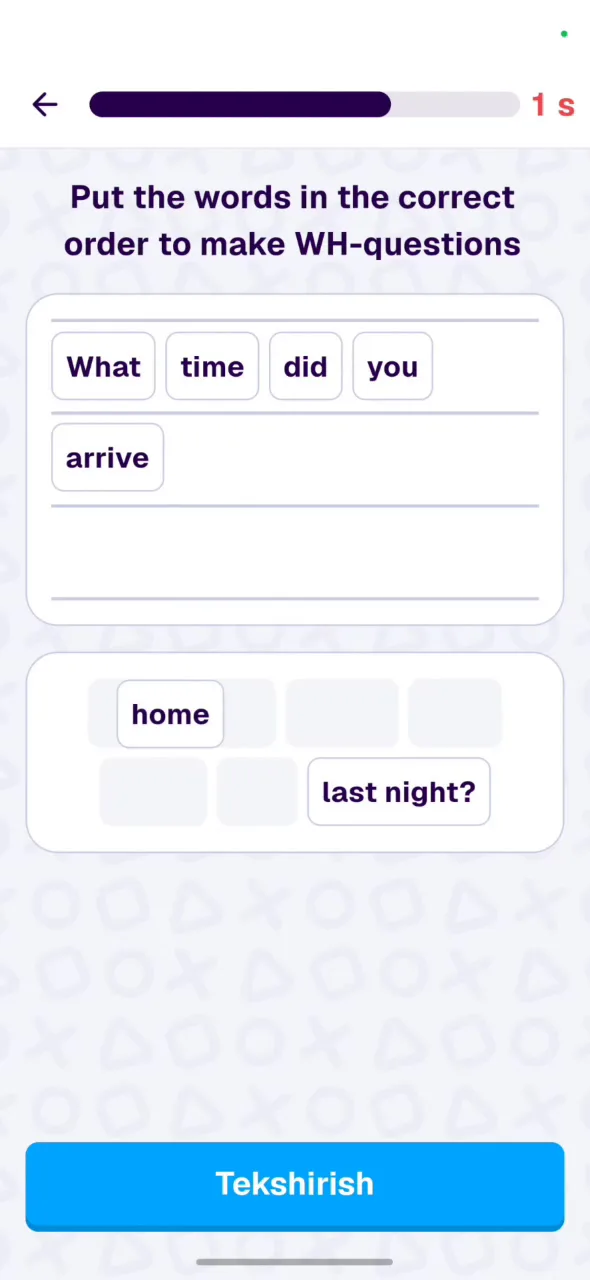 1 s
Put the words in the correct
order to make WH-questions
What time did you
arrive
home
last night?
Tekshirish